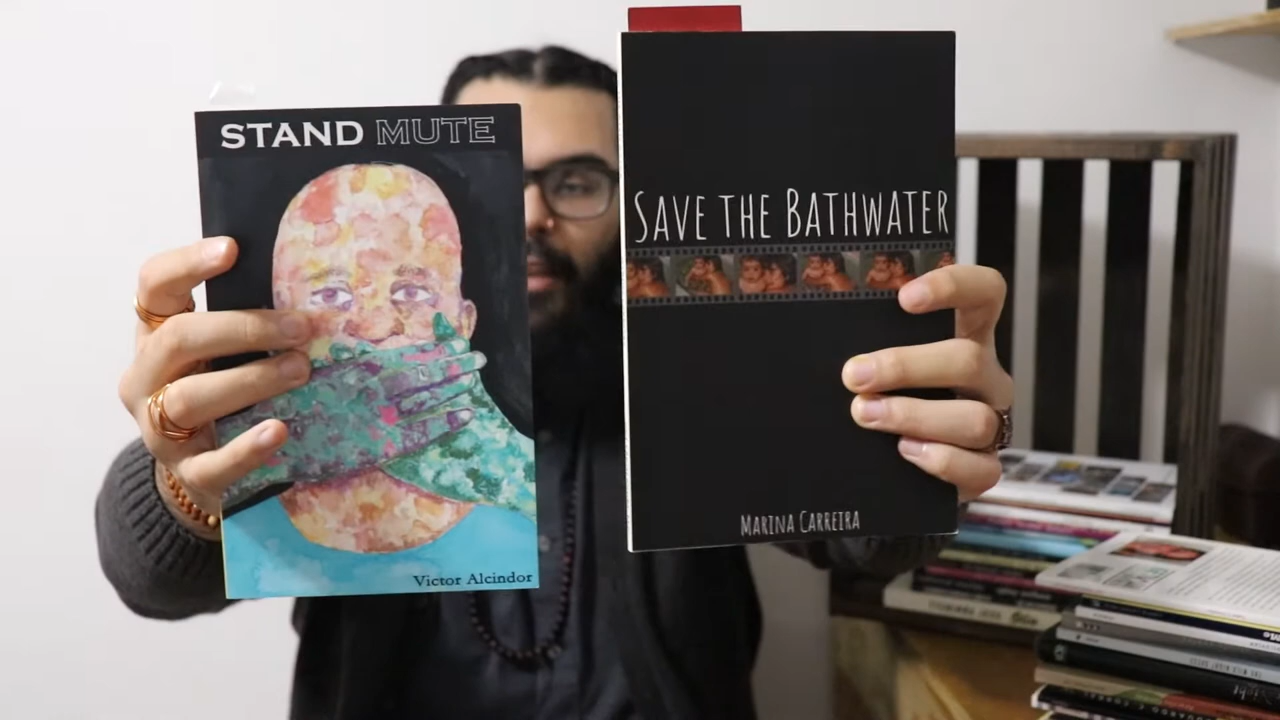 STAND MUTE
Victor Alcindor
SAVE THE BATHWATER
MARINA CARREIRA